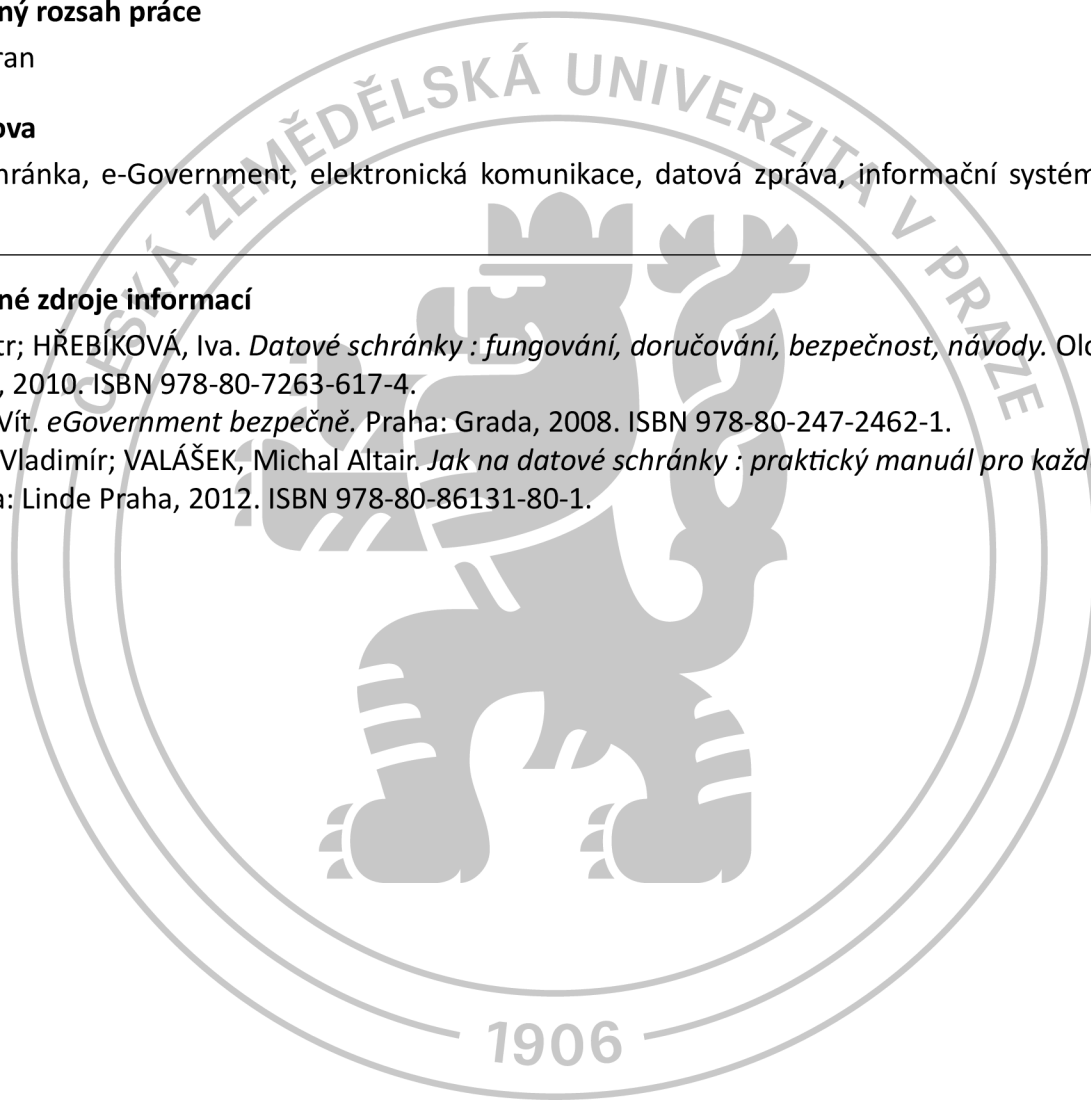 ný rozsah práce
ran
ova
hránka, e-Government, elektronická komunikace, datová zpráva, informační systém
né zdroje informací
tr; HŘEBÍKOVÁ, Iva. Datové schránky : fungování, doručování, bezpečnost, návody. Olo
, 2010. ISBN 978-80-7263-617-4.
Vít. eGovernment bezpečně. Praha: Grada, 2008. ISBN 978-80-247-2462-1.
Vladimír; VALÁŠEK, Michal Altair. Jak na datové schránky : praktický manuál pro každ
a: Linde Praha, 2012. ISBN 978-80-86131-80-1.
ČESKÁ ZEMĚDĚLSKÁ UNIVERZITA V PRAZE
1906